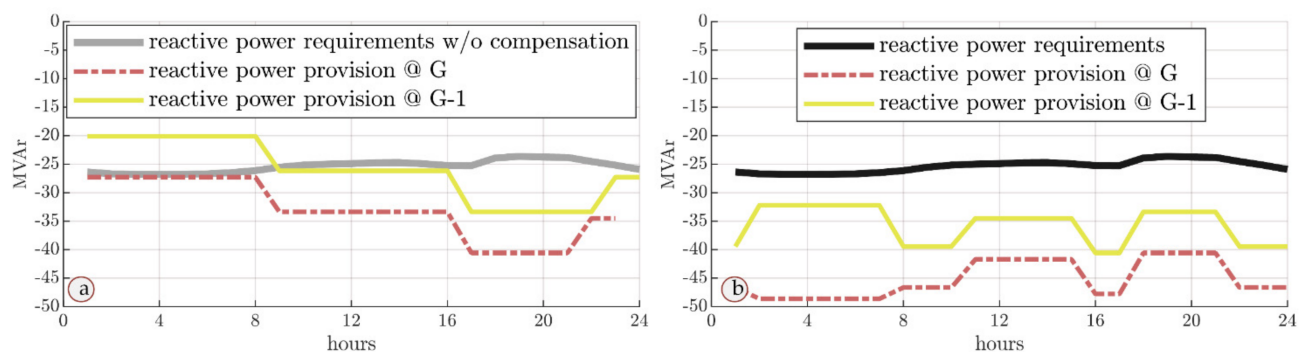 0
-5
-10
-15
-20
-25
-30
-35
-40
-45
-50
MVAr
reactive power requirements w/o compensation
reactive power provision @ G
reactive power provision @ G-1
a
0 4 8 12 16 20 24
hours
0
-5
-10
-15
-20
-25
-30
-35
-40
-45
-50
MVAr
reactive power requirements
reactive power provision @ G
reactive power provision @ G-1
b
0 4 8 12 16 20 24
hours